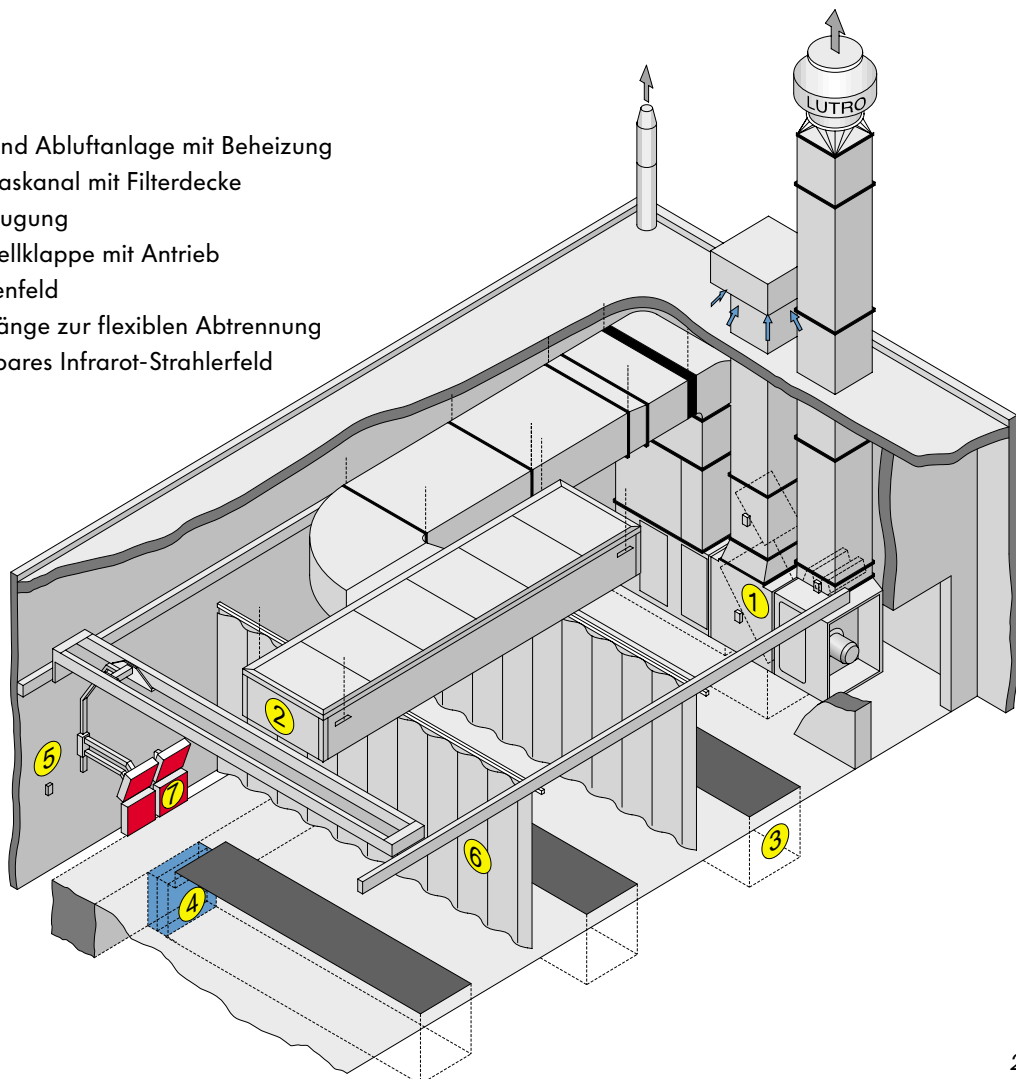 nd Abluftanlage mit Beheizung
askanal mit Filterdecke
ugung
ellklappe mit Antrieb
enfeld
änge zur flexiblen Abtrennung
bares Infrarot-Strahlerfeld
LUTRO
1
2
5
7
3
6
4
2